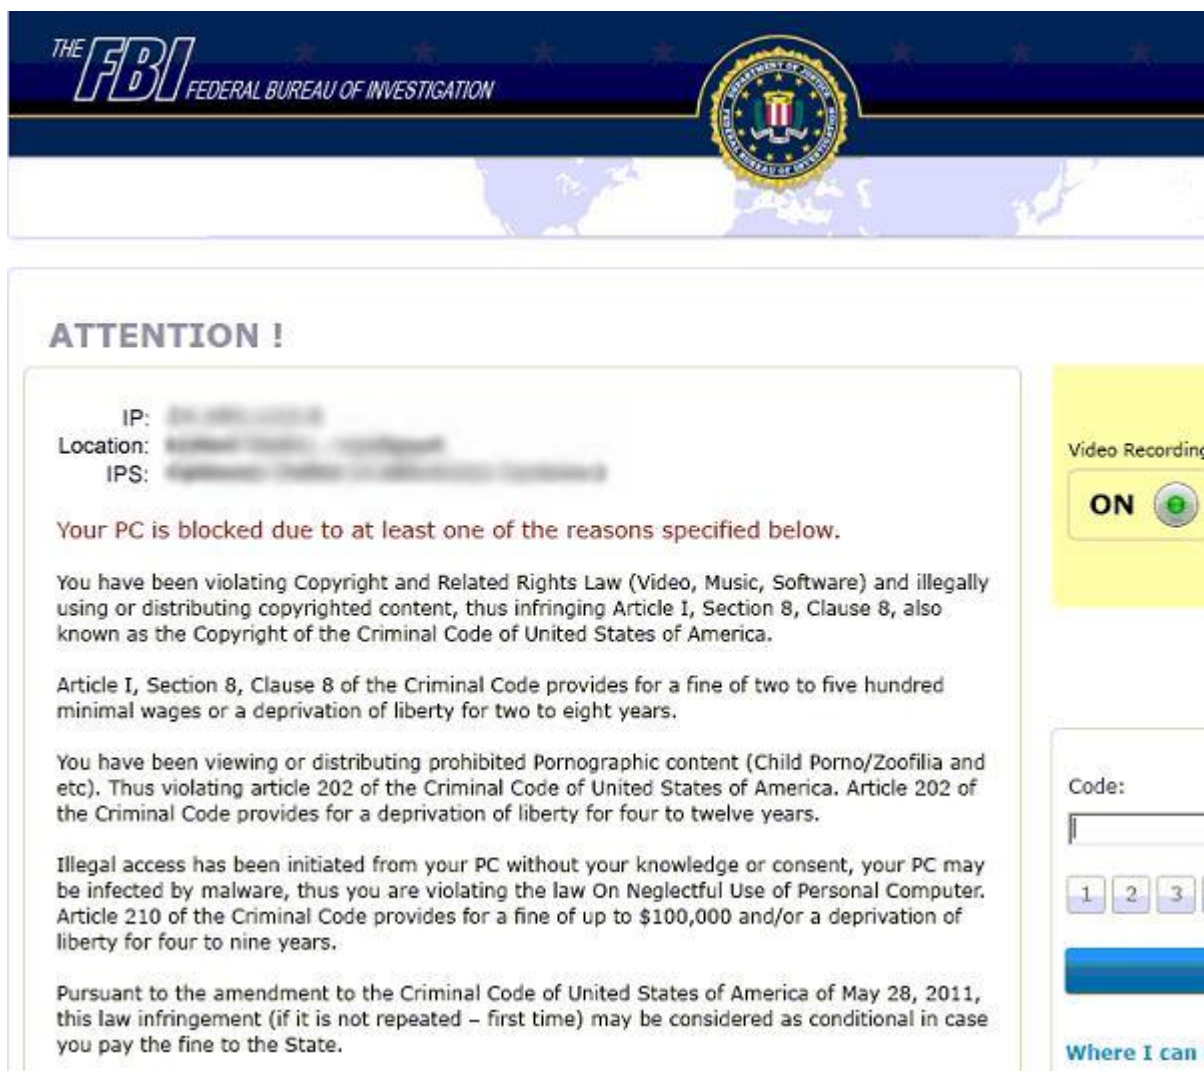 THE FBI FEDERAL BUREAU OF INVESTIGATION
DEPARTMENT OF JUSTICE
FEDERAL BUREAU OF INVESTIGATION
ATTENTION !
IP:
Location:
IPS:
Your PC is blocked due to at least one of the reasons specified below.
You have been violating Copyright and Related Rights Law (Video, Music, Software) and illegally
using or distributing copyrighted content, thus infringing Article I, Section 8, Clause 8, also
known as the Copyright of the Criminal Code of United States of America.
Article I, Section 8, Clause 8 of the Criminal Code provides for a fine of two to five hundred
minimal wages or a deprivation of liberty for two to eight years.
You have been viewing or distributing prohibited Pornographic content (Child Porno/Zoofilia and
etc). Thus violating article 202 of the Criminal Code of United States of America. Article 202 of
the Criminal Code provides for a deprivation of liberty for four to twelve years.
Illegal access has been initiated from your PC without your knowledge or consent, your PC may
be infected by malware, thus you are violating the law On Neglectful Use of Personal Computer.
Article 210 of the Criminal Code provides for a fine of up to $100,000 and/or a deprivation of
liberty for four to nine years.
Pursuant to the amendment to the Criminal Code of United States of America of May 28, 2011,
this law infringement (if it is not repeated – first time) may be considered as conditional in case
you pay the fine to the State.
Video Recording
ON
Code:
1 2 3
Where I can